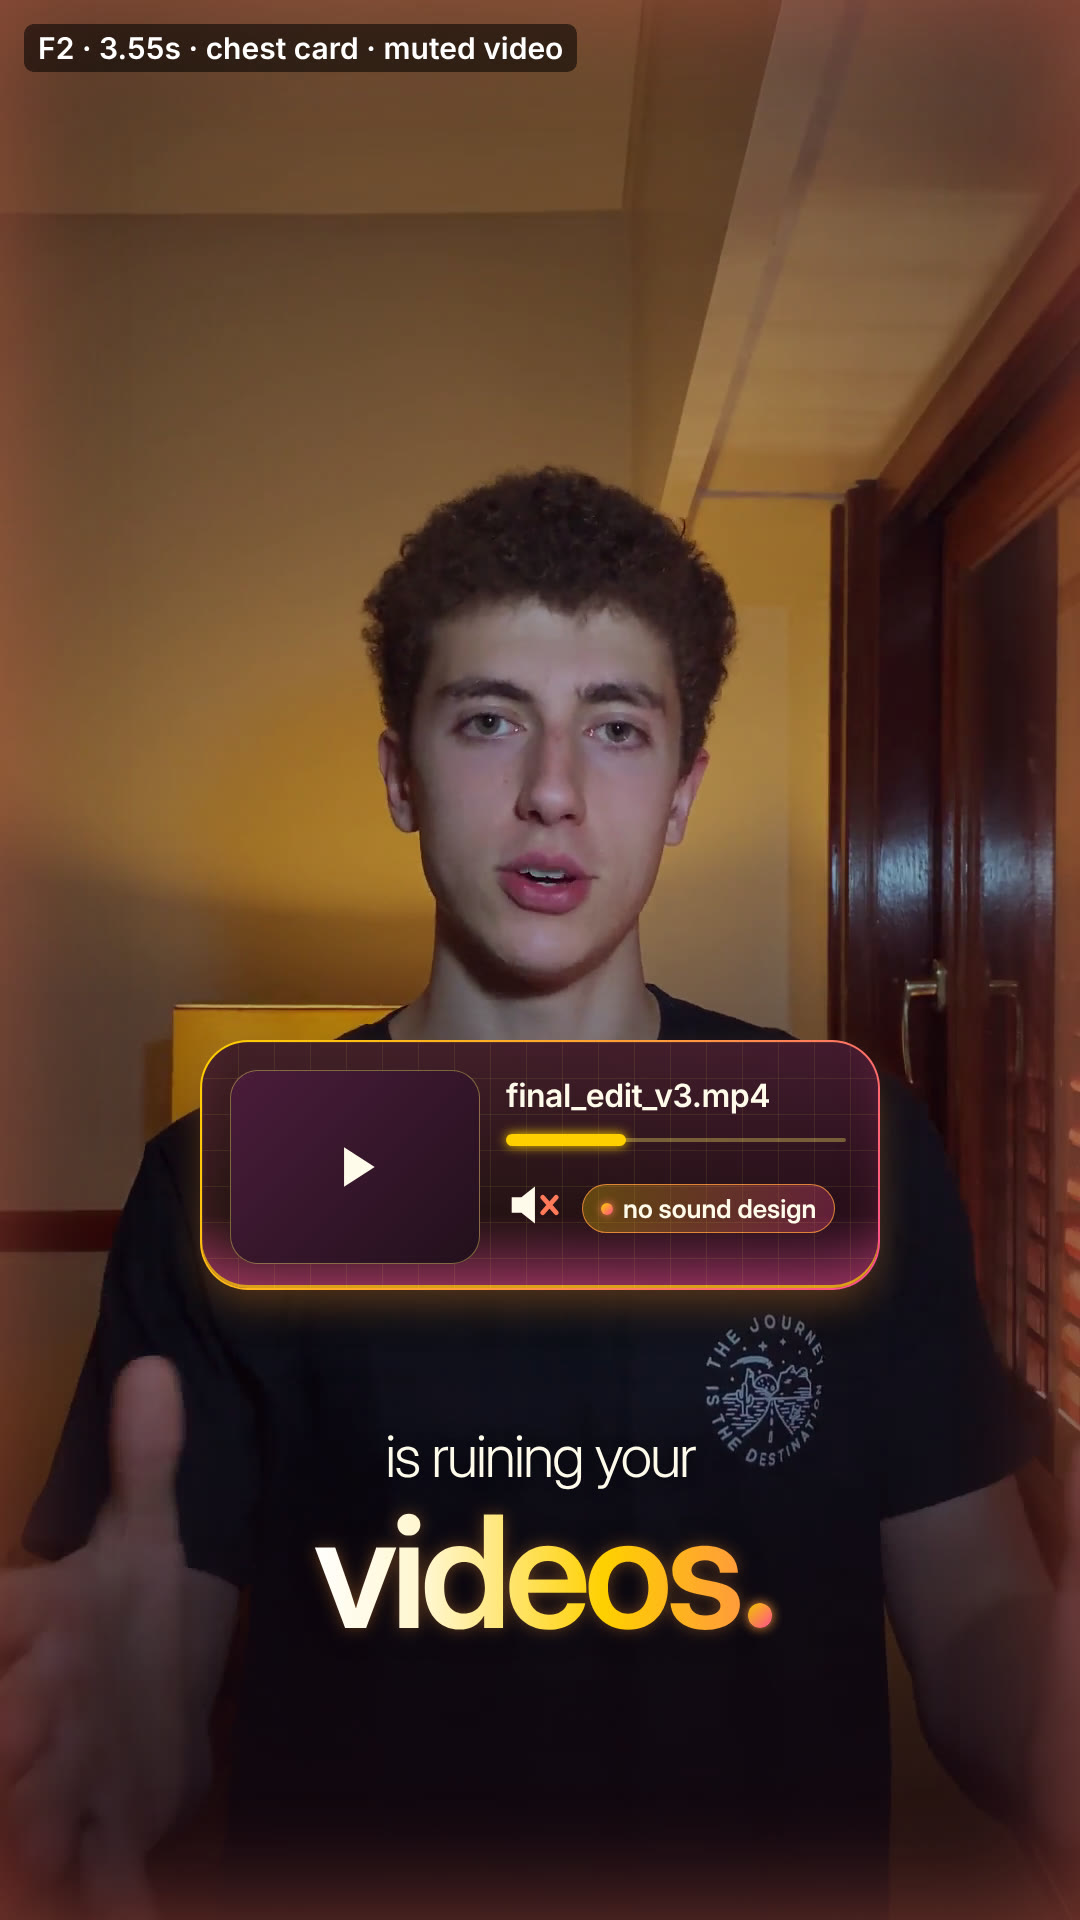 F2 · 3.55s · chest card · muted video
final_edit_v3.mp4
no sound design
THE JOURNEY
IS THE DESTINATION
is ruining your
videos.